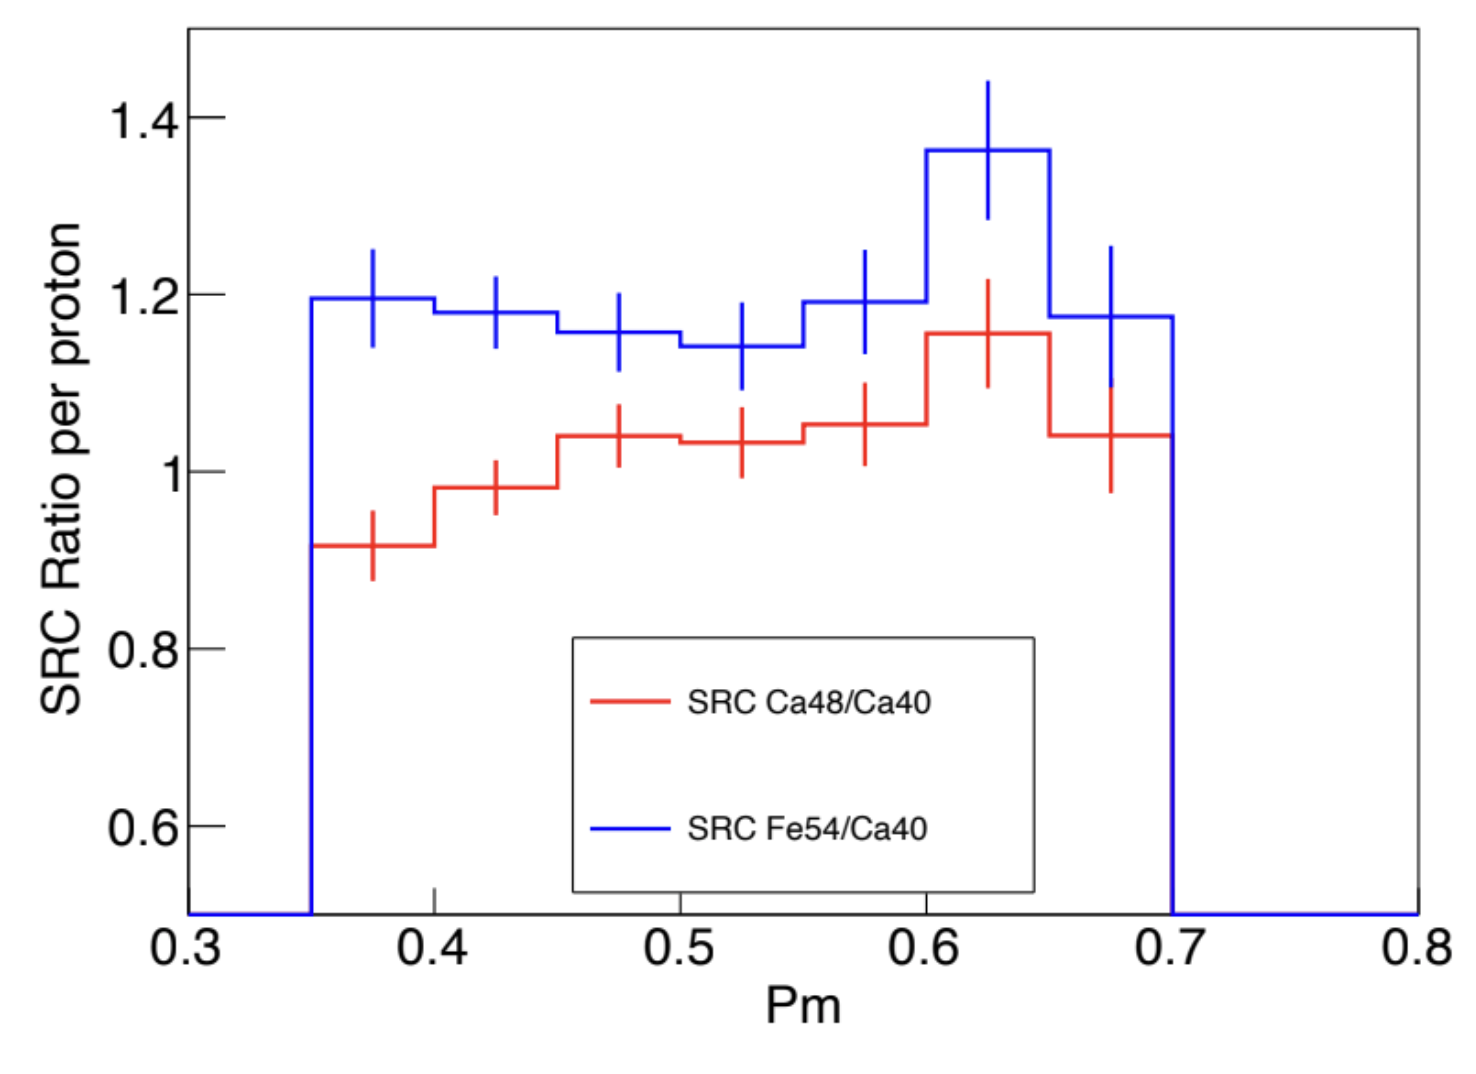 SRC Ratio per proton
1.4
1.2
1
0.8
0.6
SRC Ca48/Ca40
SRC Fe54/Ca40
0.3 0.4 0.5 0.6 0.7 0.8
Pm